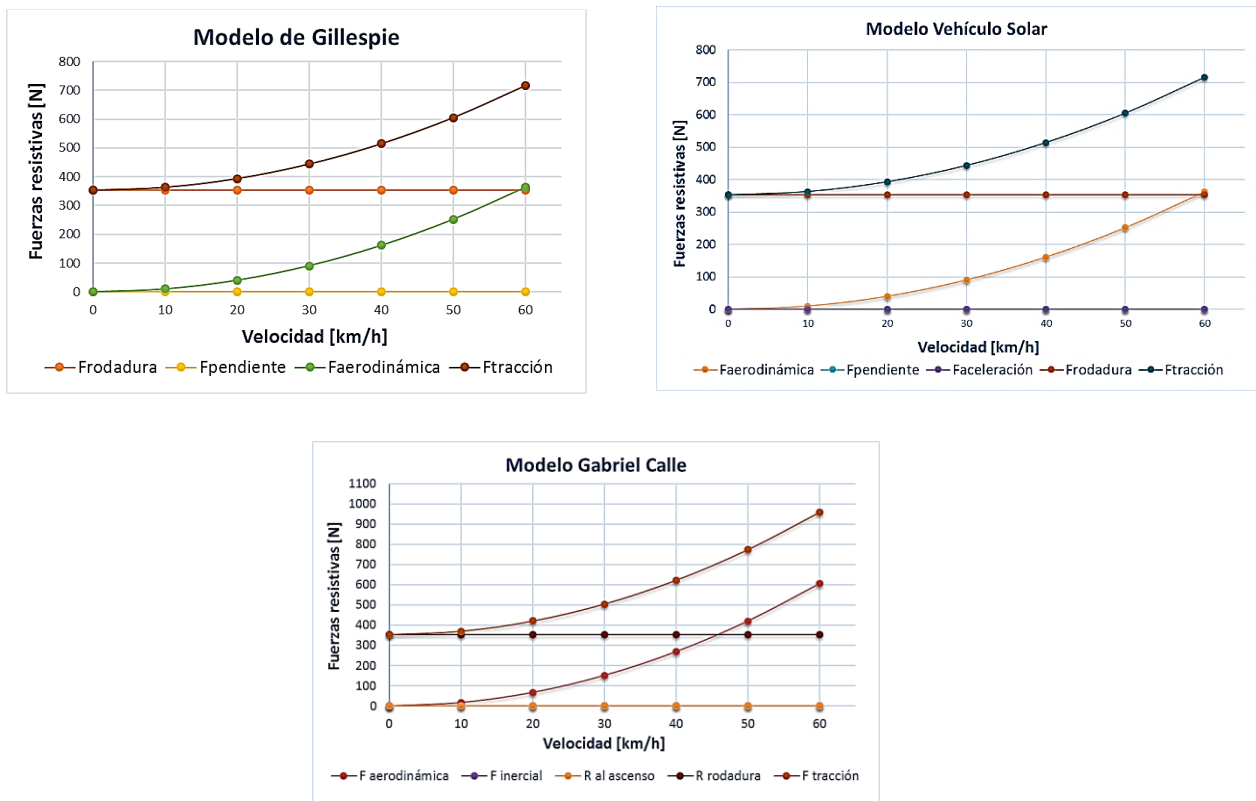 Modelo de Gillespie
Fuerzas resistivas [N]
800
700
600
500
400
300
200
100
0
0 10 20 30 40 50 60
Velocidad [km/h]
Frodadura Fpendiente Faerodinámica Ftracción
Modelo Vehículo Solar
Fuerzas resistivas [N]
800
700
600
500
400
300
200
100
0
0 10 20 30 40 50 60
Velocidad [km/h]
Faerodinámica Fpendiente Faceleración Frodadura Ftracción
Modelo Gabriel Calle
Fuerzas resistivas [N]
1100
1000
900
800
700
600
500
400
300
200
100
0
0 10 20 30 40 50 60
Velocidad [km/h]
F aerodinámica F inercial R al ascenso R rodadura F tracción